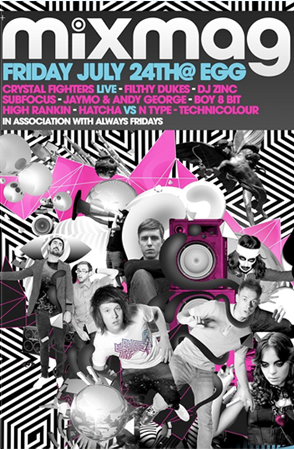 mixmag
FRIDAY JULY 24TH@ EGG
CRYSTAL FIGHTERS LIVE - FILTHY DUKES - DJ ZINC
SUBFOCUS - JAYMO & ANDY GEORGE - BOY 8 BIT
HIGH RANKIN - HATCHA VS N TYPE - TECHNICOLOUR
IN ASSOCIATION WITH ALWAYS FRIDAYS